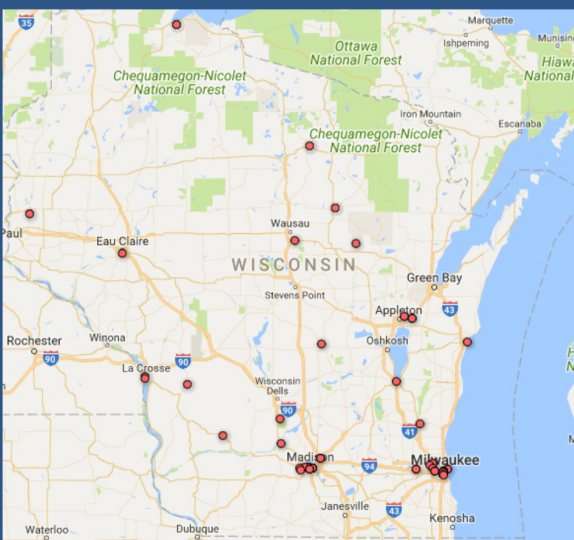 35
Marquette
Ishpeming
Munising
Ottawa
National Forest
Hiaw
National
Chequamegon-Nicolet
National Forest
Iron Mountain
Escanaba
Chequamegon-Nicolet
National Forest
Wausau
Paul
Eau Claire
WISCONSIN
Green Bay
Stevens Point
43
Appleton
Rochester
Winona
Oshkosh
90
La Crosse
90
Wisconsin
Dells
90
41
Madison
94
Milwaukee
Janesville
43
Kenosha
Waterloo
Dubuque